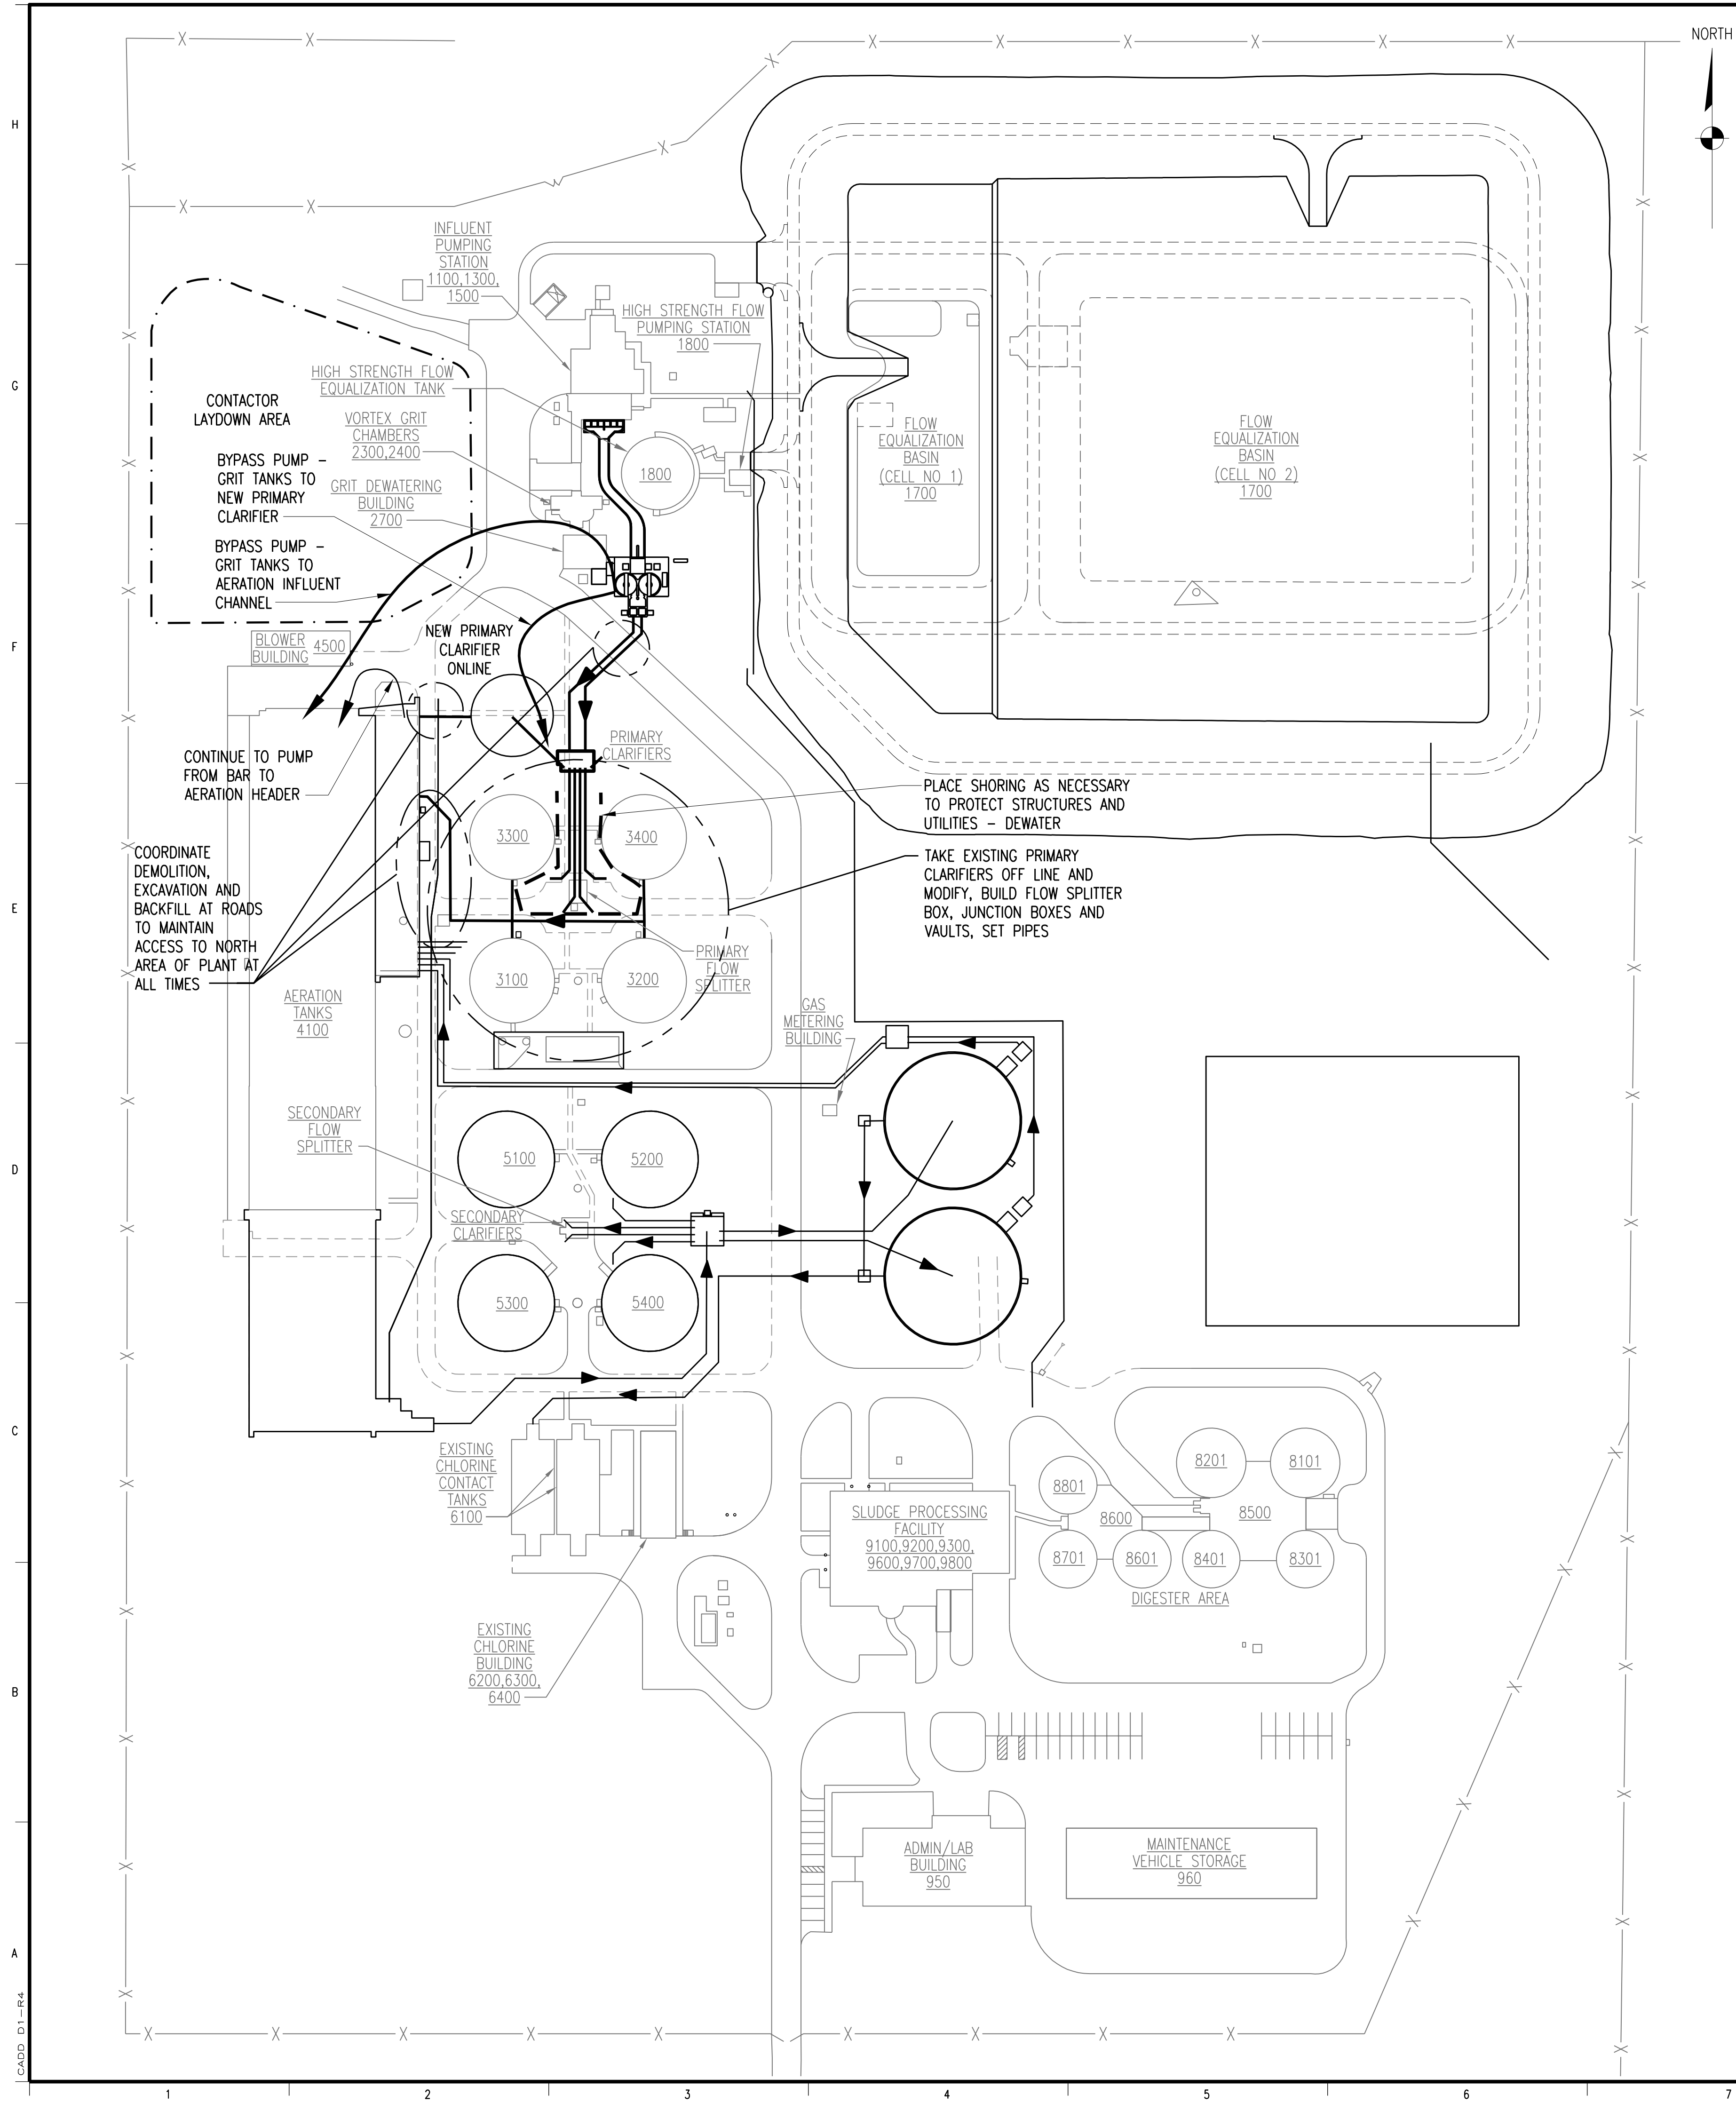 NORTH
H
INFLUENT
PUMPING
STATION
1100,1300,
1500
HIGH STRENGTH FLOW
PUMPING STATION
1800
G
HIGH STRENGTH FLOW
EQUALIZATION TANK
CONTACTOR
LAYDOWN AREA
VORTEX GRIT
CHAMBERS
2300,2400
FLOW
EQUALIZATION
BASIN
(CELL NO 1)
1700
FLOW
EQUALIZATION
BASIN
(CELL NO 2)
1700
BYPASS PUMP –
GRIT TANKS TO
NEW PRIMARY
CLARIFIER
1800
GRIT DEWATERING
BUILDING
2700
BYPASS PUMP –
GRIT TANKS TO
AERATION INFLUENT
CHANNEL
F
BLOWER
BUILDING
4500
NEW PRIMARY
CLARIFIER
ONLINE
PRIMARY
CLARIFIERS
CONTINUE TO PUMP
FROM BAR TO
AERATION HEADER
PLACE SHORING AS NECESSARY
TO PROTECT STRUCTURES AND
UTILITIES – DEWATER
3300
3400
COORDINATE
DEMOLITION,
EXCAVATION AND
BACKFILL AT ROADS
TO MAINTAIN
ACCESS TO NORTH
AREA OF PLANT AT
ALL TIMES
TAKE EXISTING PRIMARY
CLARIFIERS OFF LINE AND
MODIFY, BUILD FLOW SPLITTER
BOX, JUNCTION BOXES AND
VAULTS, SET PIPES
E
PRIMARY
FLOW
SPLITTER
3100
3200
AERATION
TANKS
4100
GAS
METERING
BUILDING
SECONDARY
FLOW
SPLITTER
5100
5200
D
SECONDARY
CLARIFIERS
5300
5400
C
EXISTING
CHLORINE
CONTACT
TANKS
6100
8201
8101
8801
SLUDGE PROCESSING
FACILITY
9100,9200,9300,
9600,9700,9800
8600
8500
8701
8601
8401
8301
DIGESTER AREA
EXISTING
CHLORINE
BUILDING
6200,6300,
6400
B
ADMIN/LAB
BUILDING
950
MAINTENANCE
VEHICLE STORAGE
960
A
CADD D1–R4
1
2
3
4
5
6
7